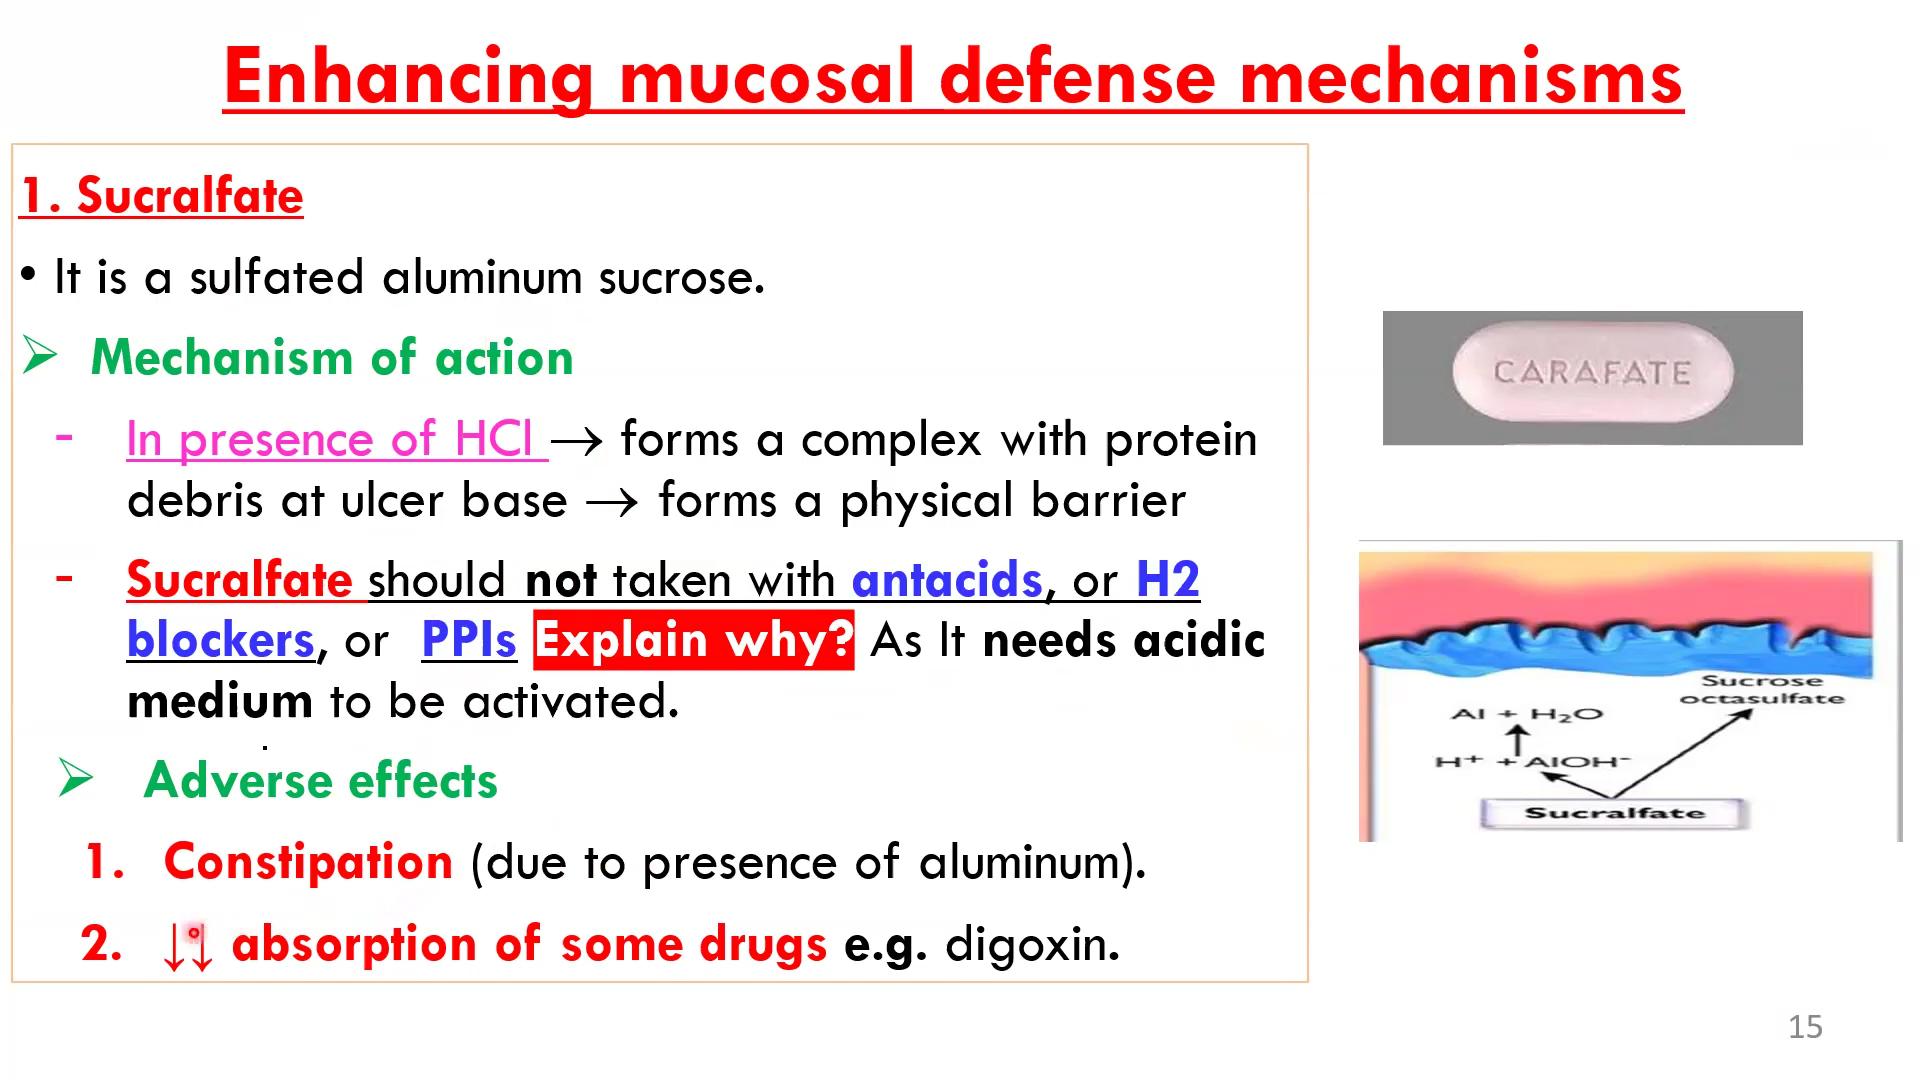 Enhancing mucosal defense mechanisms
1. Sucralfate
• It is a sulfated aluminum sucrose.
➢ Mechanism of action
- In presence of HCl → forms a complex with protein
debris at ulcer base → forms a physical barrier
- Sucralfate should not taken with antacids, or H2
blockers, or PPIs Explain why? As It needs acidic
medium to be activated.
➢ Adverse effects
1. Constipation (due to presence of aluminum).
2. ↓↓ absorption of some drugs e.g. digoxin.
CARAFATE
Sucrose
octasulfate
Al + H₂O
H⁺ + AlOH⁻
Sucralfate
15